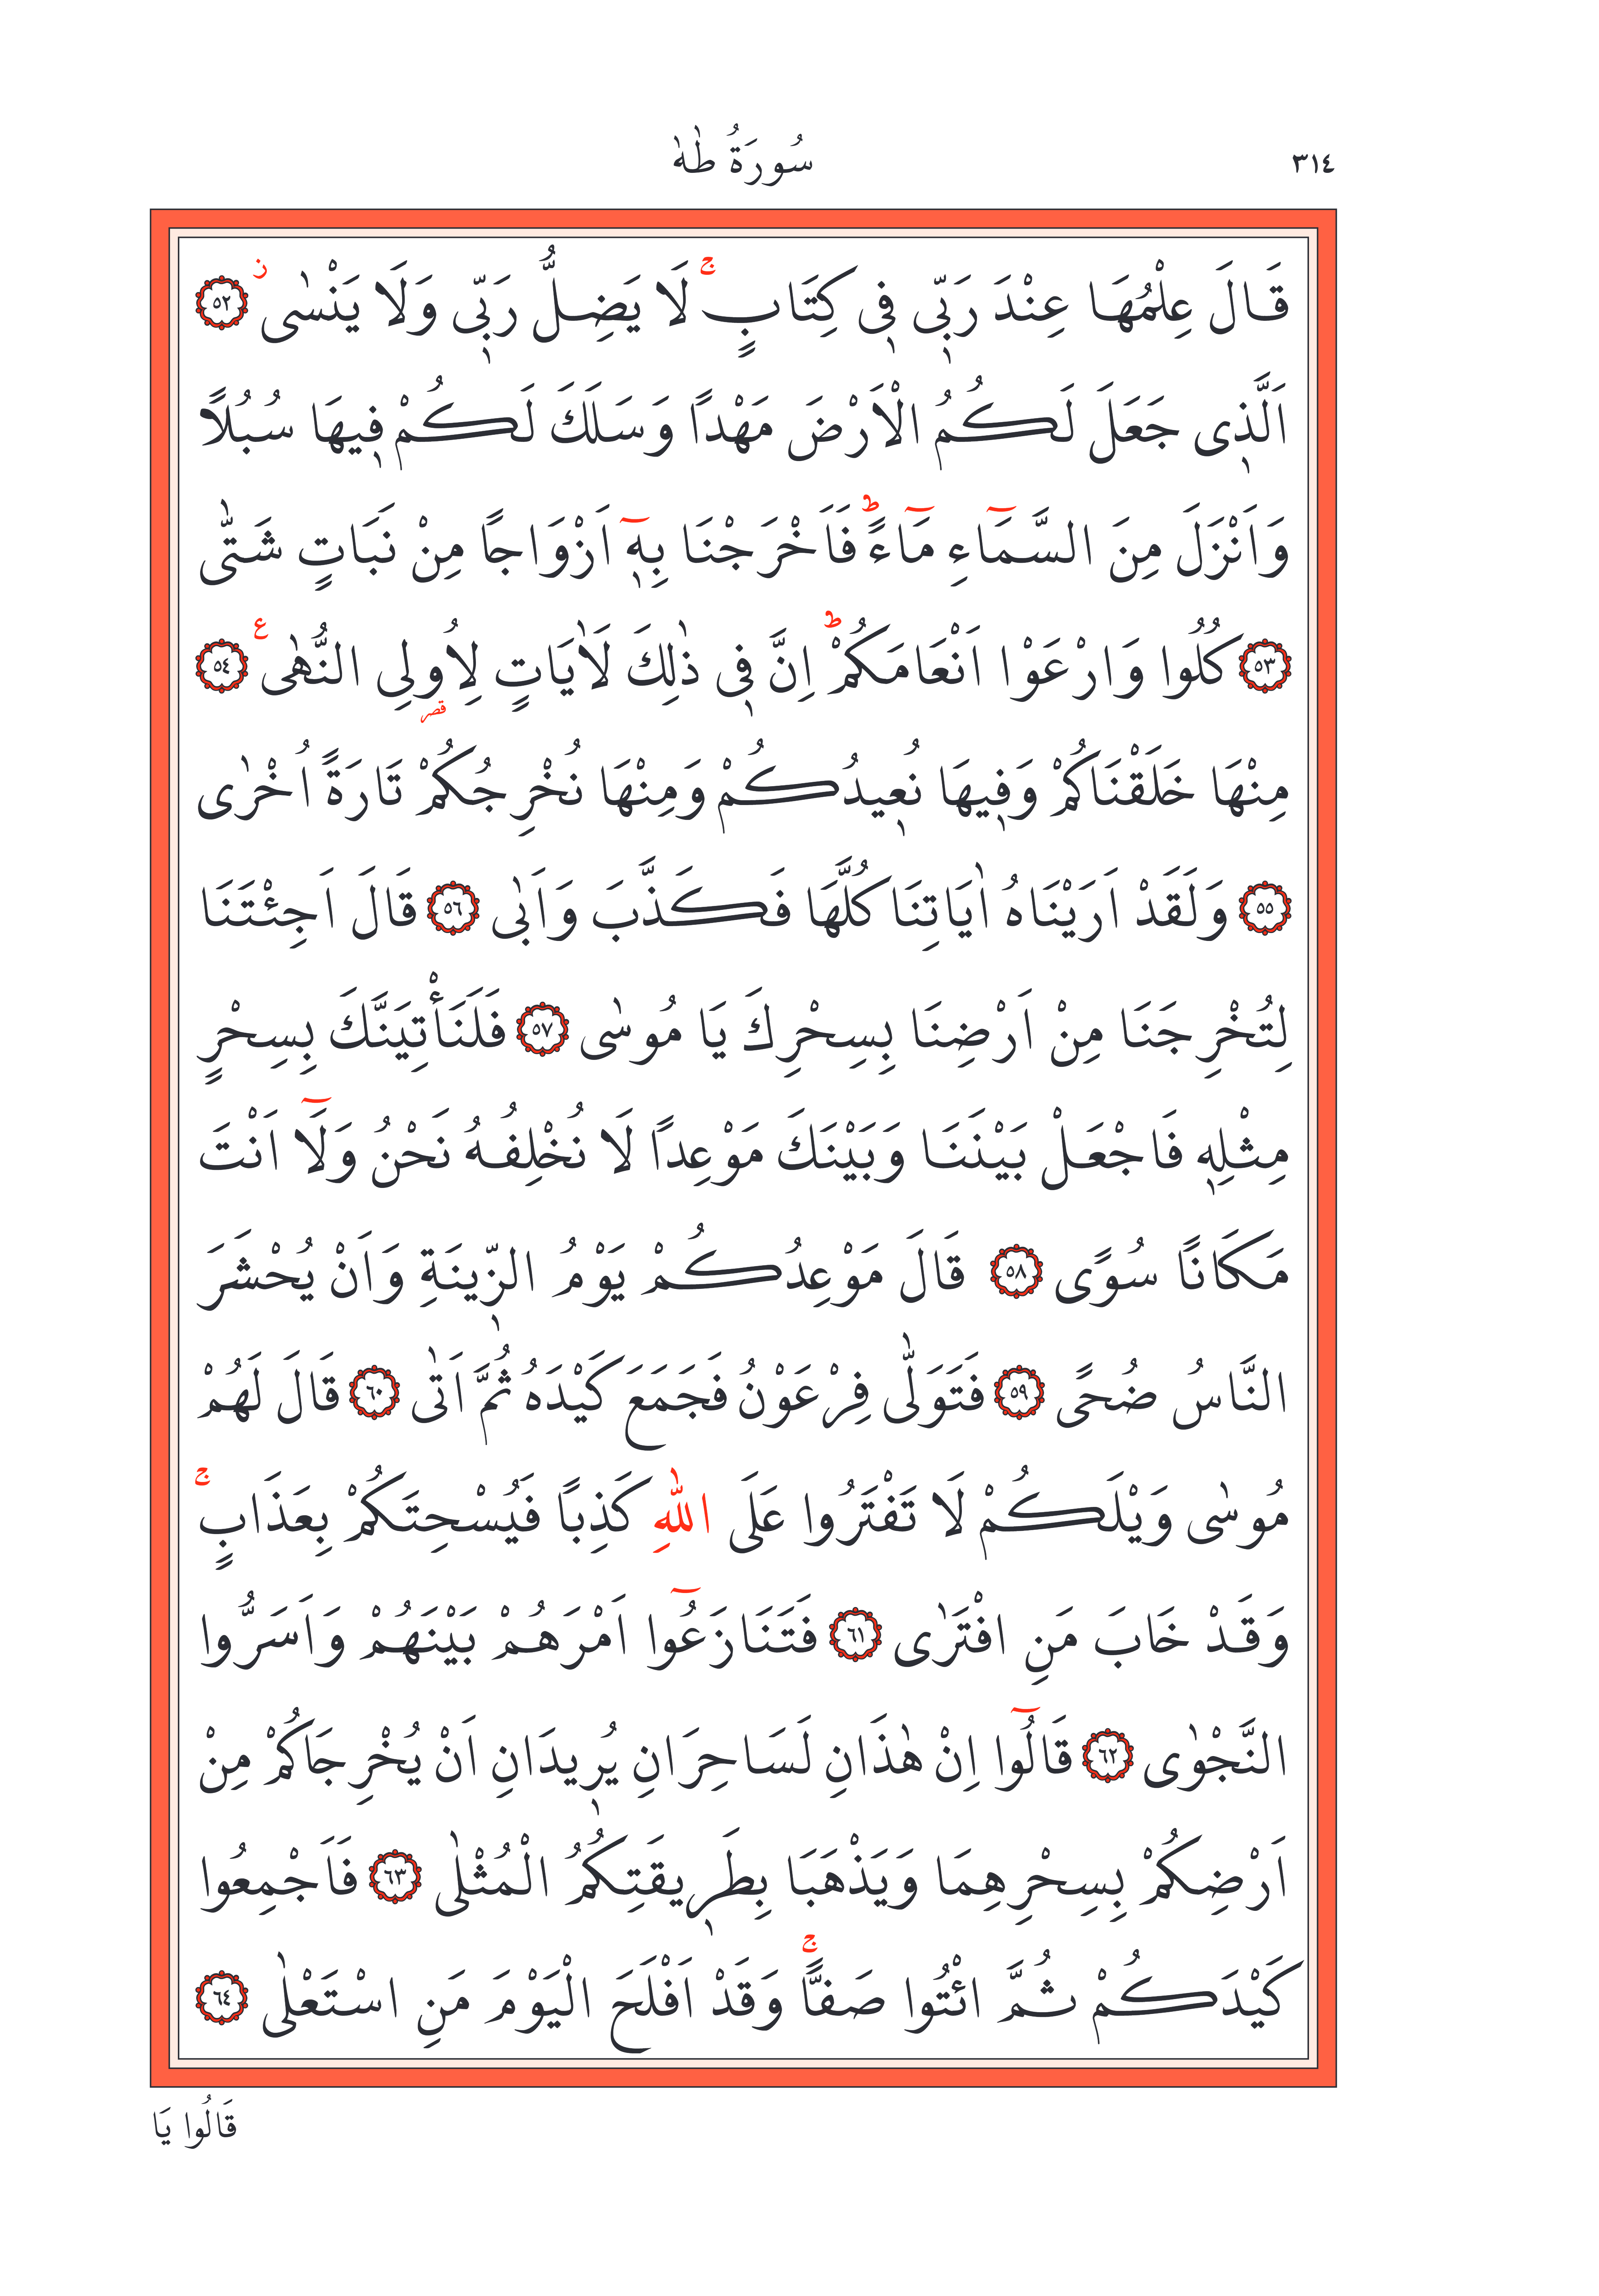 ٣١٤
سُورَةُ طٰهٰ
قَالَ عِلْمُهَا عِنْدَ رَبّ۪ي ف۪ي كِتَابٍۚ لَا يَضِلُّ رَبّ۪ي وَلَا يَنْسٰىۘ ز ﴿٥٢﴾
اَلَّذ۪ي جَعَلَ لَكُمُ الْاَرْضَ مَهْدًا وَسَلَكَ لَكُمْ ف۪يهَا سُبُلًا
وَاَنْزَلَ مِنَ السَّمَٓاءِ مَٓاءًۜ فَاَخْرَجْنَا بِه۪ٓ اَزْوَاجًا مِنْ نَبَاتٍ شَتّٰى
﴿٥٣﴾ كُلُوا وَارْعَوْا اَنْعَامَكُمْۜ اِنَّ ف۪ي ذٰلِكَ لَاٰيَاتٍ لِاُولِي النُّهٰى ع ﴿٥٤﴾
قصر
مِنْهَا خَلَقْنَاكُمْ وَف۪يهَا نُع۪يدُكُمْ وَمِنْهَا نُخْرِجُكُمْ تَارَةً اُخْرٰى
﴿٥٥﴾ وَلَقَدْ اَرَيْنَاهُ اٰيَاتِنَا كُلَّهَا فَكَذَّبَ وَاَبٰى ﴿٥٦﴾ قَالَ اَجِئْتَنَا
لِتُخْرِجَنَا مِنْ اَرْضِنَا بِسِحْرِكَ يَا مُوسٰى ﴿٥٧﴾ فَلَنَأْتِيَنَّكَ بِسِحْرٍ
مِثْلِه۪ فَاجْعَلْ بَيْنَنَا وَبَيْنَكَ مَوْعِدًا لَا نُخْلِفُهُ نَحْنُ وَلَٓا اَنْتَ
مَكَانًا سُوًى ﴿٥٨﴾ قَالَ مَوْعِدُكُمْ يَوْمُ الزّ۪ينَةِ وَاَنْ يُحْشَرَ
النَّاسُ ضُحًى ﴿٥٩﴾ فَتَوَلّٰى فِرْعَوْنُ فَجَمَعَ كَيْدَهُ ثُمَّ اَتٰى ﴿٦٠﴾ قَالَ لَهُمْ
مُوسٰى وَيْلَكُمْ لَا تَفْتَرُوا عَلَى اللّٰهِ كَذِبًا فَيُسْحِتَكُمْ بِعَذَابٍۚ
وَقَدْ خَابَ مَنِ افْتَرٰى ﴿٦١﴾ فَتَنَازَعُٓوا اَمْرَهُمْ بَيْنَهُمْ وَاَسَرُّوا
النَّجْوٰى ﴿٦٢﴾ قَالُٓوا اِنْ هٰذَانِ لَسَاحِرَانِ يُر۪يدَانِ اَنْ يُخْرِجَاكُمْ مِنْ
اَرْضِكُمْ بِسِحْرِهِمَا وَيَذْهَبَا بِطَر۪يقَتِكُمُ الْمُثْلٰى ﴿٦٣﴾ فَاَجْمِعُوا
كَيْدَكُمْ ثُمَّ ائْتُوا صَفًّاۚ وَقَدْ اَفْلَحَ الْيَوْمَ مَنِ اسْتَعْلٰى ﴿٦٤﴾
قَالُوا يَا